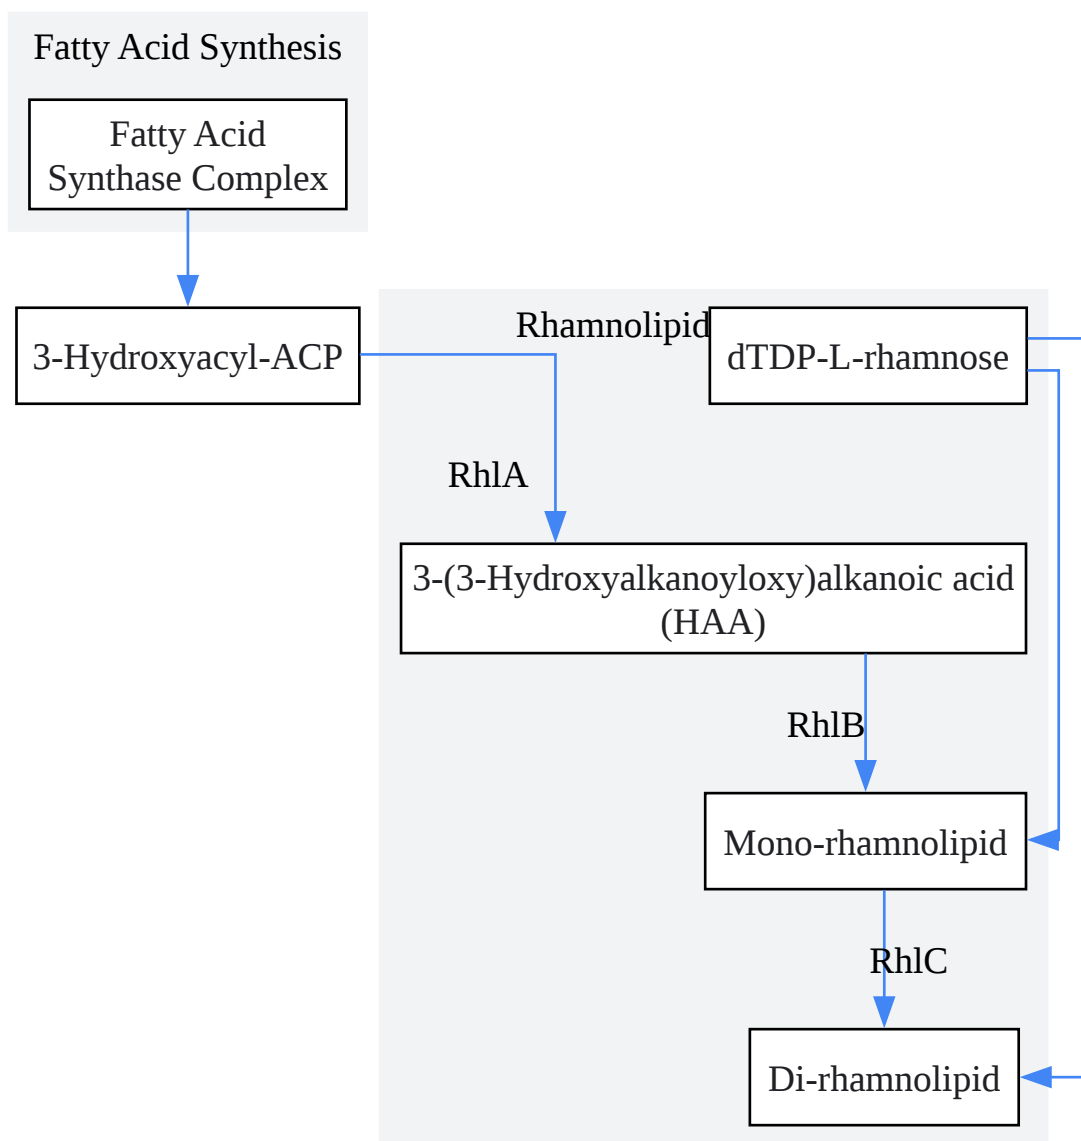 Fatty Acid Synthesis
Fatty Acid
Synthase Complex
3-Hydroxyacyl-ACP
Rhamnolipid
dTDP-L-rhamnose
RhlA
3-(3-Hydroxyalkanoyloxy)alkanoic acid
(HAA)
RhlB
Mono-rhamnolipid
RhlC
Di-rhamnolipid